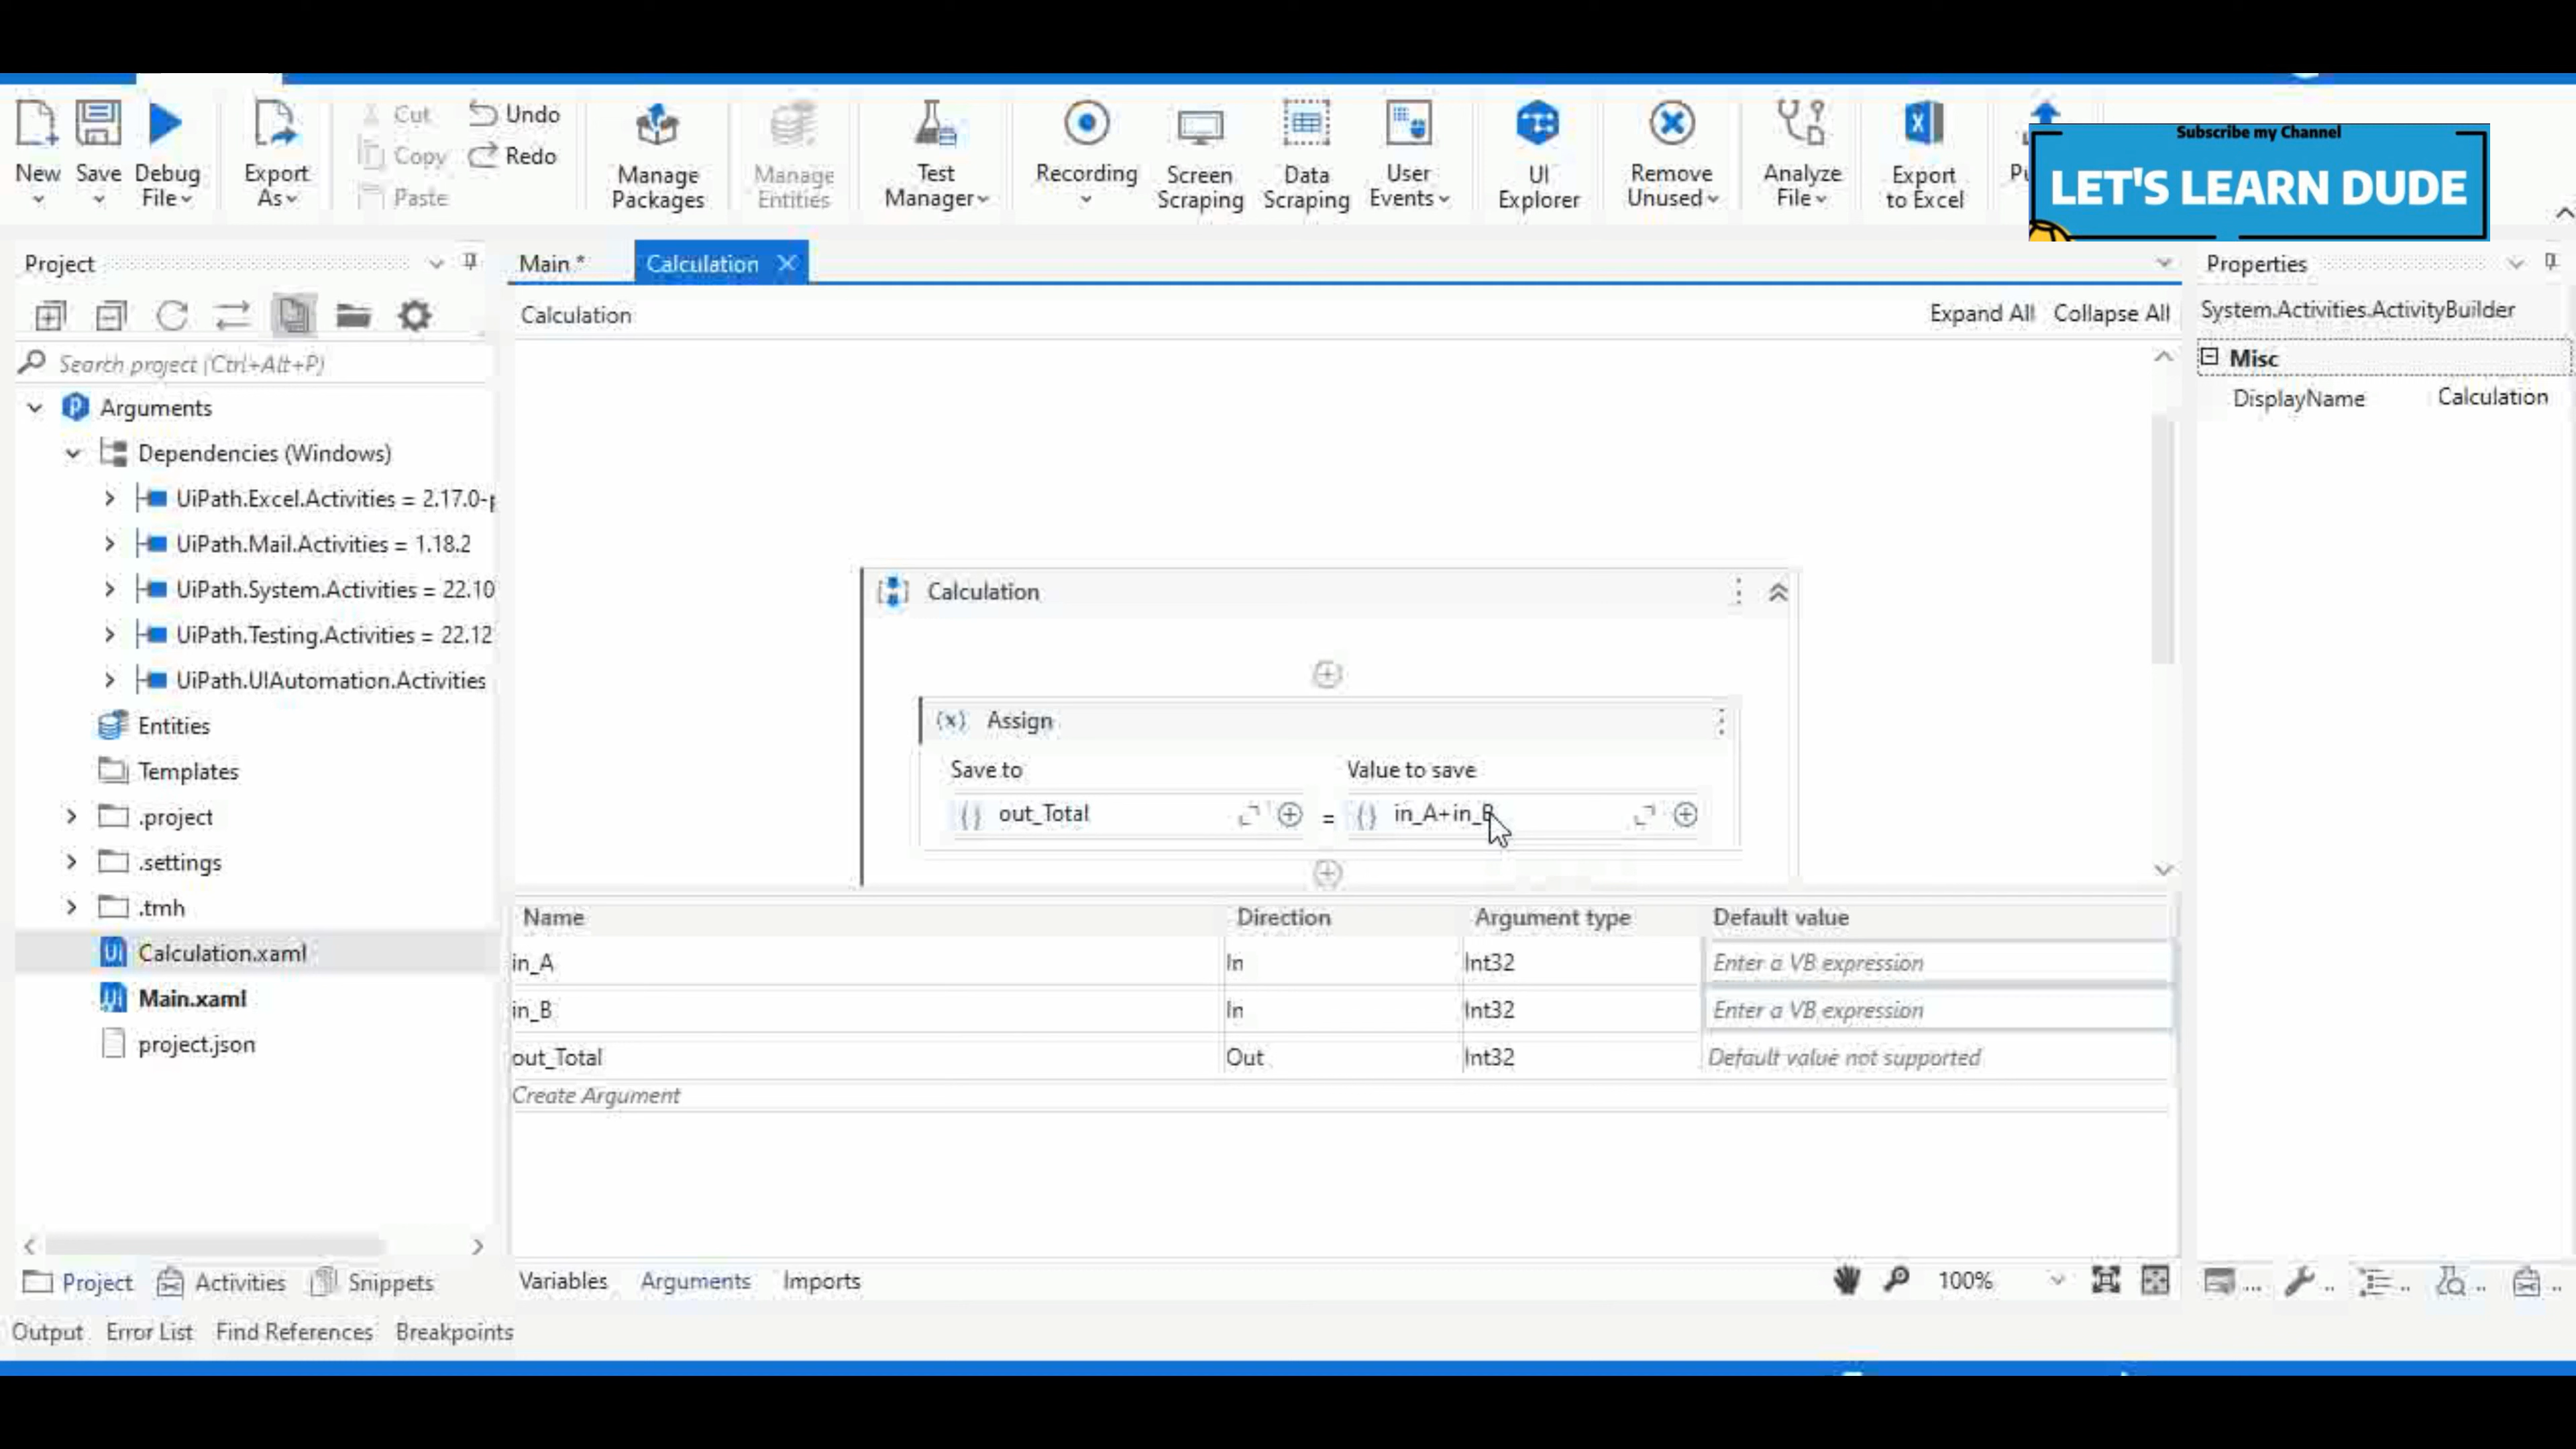 New
Save
Debug File
Export As
Cut
Copy
Paste
Undo
Redo
Manage Packages
Manage Entities
Test Manager
Recording
Screen Scraping
Data Scraping
User Events
UI Explorer
Remove Unused
Analyze File
Export to Excel
Subscribe my Channel
LET'S LEARN DUDE
Project
Search project (Ctrl+Alt+P)
Arguments
Dependencies (Windows)
UiPath.Excel.Activities = 2.17.0-
UiPath.Mail.Activities = 1.18.2
UiPath.System.Activities = 22.10
UiPath.Testing.Activities = 22.12
UiPath.UIAutomation.Activities
Entities
Templates
.project
.settings
.tmh
Calculation.xaml
Main.xaml
project.json
Project
Activities
Snippets
Main *
Calculation
Calculation
Expand All
Collapse All
Calculation
Assign
Save to
Value to save
out_Total
=
in_A+in_B
Name Direction Argument type Default value
in_A In Int32 Enter a VB expression
in_B In Int32 Enter a VB expression
out_Total Out Int32 Default value not supported
Create Argument
Variables
Arguments
Imports
100%
Properties
System.Activities.ActivityBuilder
Misc
DisplayName Calculation
Output
Error List
Find References
Breakpoints